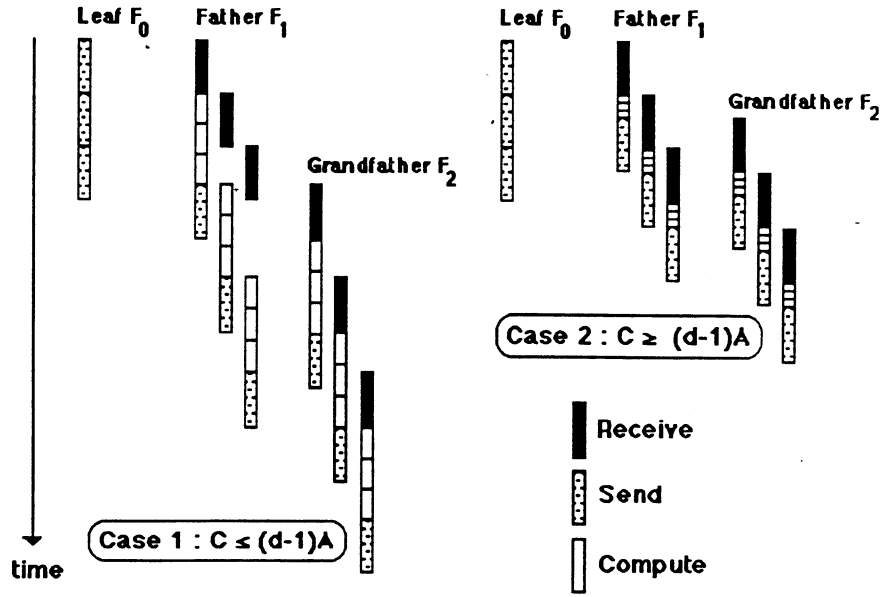 Leaf F0
Father F1
Grandfather F2
Case 1 : C ≤ (d-1)A
time
Leaf F0
Father F1
Grandfather F2
Case 2 : C ≥ (d-1)A
Receive
Send
Compute